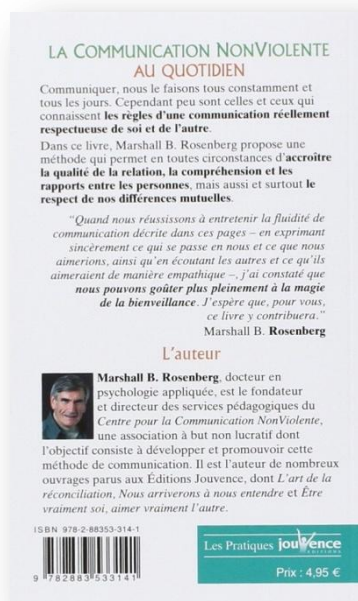 LA COMMUNICATION NONVIOLENTE
AU QUOTIDIEN
Communiquer, nous le faisons tous constamment et
tous les jours. Cependant peu sont celles et ceux qui
connaissent les règles d'une communication réellement
respectueuse de soi et de l'autre.
Dans ce livre, Marshall B. Rosenberg propose une
méthode qui permet en toutes circonstances d'accroître
la qualité de la relation, la compréhension et les
rapports entre les personnes, mais aussi et surtout le
respect de nos différences mutuelles.
"Quand nous réussissons à entretenir la fluidité de
communication décrite dans ces pages – en exprimant
sincèrement ce qui se passe en nous et ce que nous
aimerions, ainsi qu'en écoutant les autres et ce qu'ils
aimeraient de manière empathique –, j'ai constaté que
nous pouvons goûter plus pleinement à la magie
de la bienveillance. J'espère que, pour vous,
ce livre y contribuera."
Marshall B. Rosenberg
L'auteur
Marshall B. Rosenberg, docteur en
psychologie appliquée, est le fondateur
et directeur des services pédagogiques du
Centre pour la Communication NonViolente,
une association à but non lucratif dont
l'objectif consiste à développer et promouvoir cette
méthode de communication. Il est l'auteur de nombreux
ouvrages parus aux Éditions Jouvence, dont L'art de la
réconciliation, Nous arriverons à nous entendre et Être
vraiment soi, aimer vraiment l'autre.
ISBN 978-2-88353-314-1
9 782883 533141
Les Pratiques jouvence
EDITIONS
Prix : 4,95 €